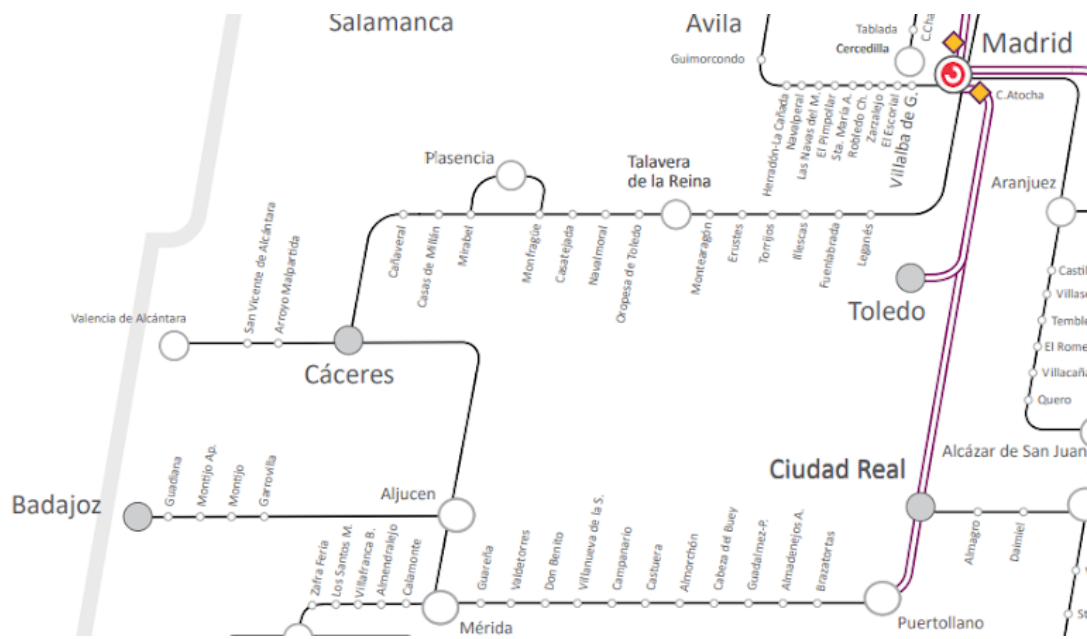 Salamanca
Avila
Guimorcondo
Tablada
Cercedilla
C.Cha
Madrid
C.Atocha
Herradón-La Cañada
Navalperal
Las Navas del M.
El Pimpollar
Sta. María A.
Robledo Ch.
Zarzalejo
El Escorial
Villalba de G.
Plasencia
Talavera
de la Reina
Aranjuez
Cañaveral
Casas de Millán
Mirabel
Monfragüe
Casatejada
Navalmoral
Oropesa de Toledo
Montearagón
Erustes
Torrijos
Illescas
Fuenlabrada
Leganés
Toledo
Castil
Villase
Temble
El Rome
Villacaña
Quero
Alcázar de San Juan
Valencia de Alcántara
San Vicente de Alcántara
Arroyo Malpartida
Cáceres
Badajoz
Guadiana
Montijo Ap.
Montijo
Garrovilla
Aljucen
Ciudad Real
Almagro
Daimiel
Zafra Feria
Los Santos M.
Villafranca B.
Almendralejo
Calamonte
Mérida
Guareña
Valdetorres
Don Benito
Villanueva de la S.
Campanario
Castuera
Almorchón
Cabeza del Buey
Guadalmez-P.
Almadenejos A.
Brazatortas
Puertollano
St